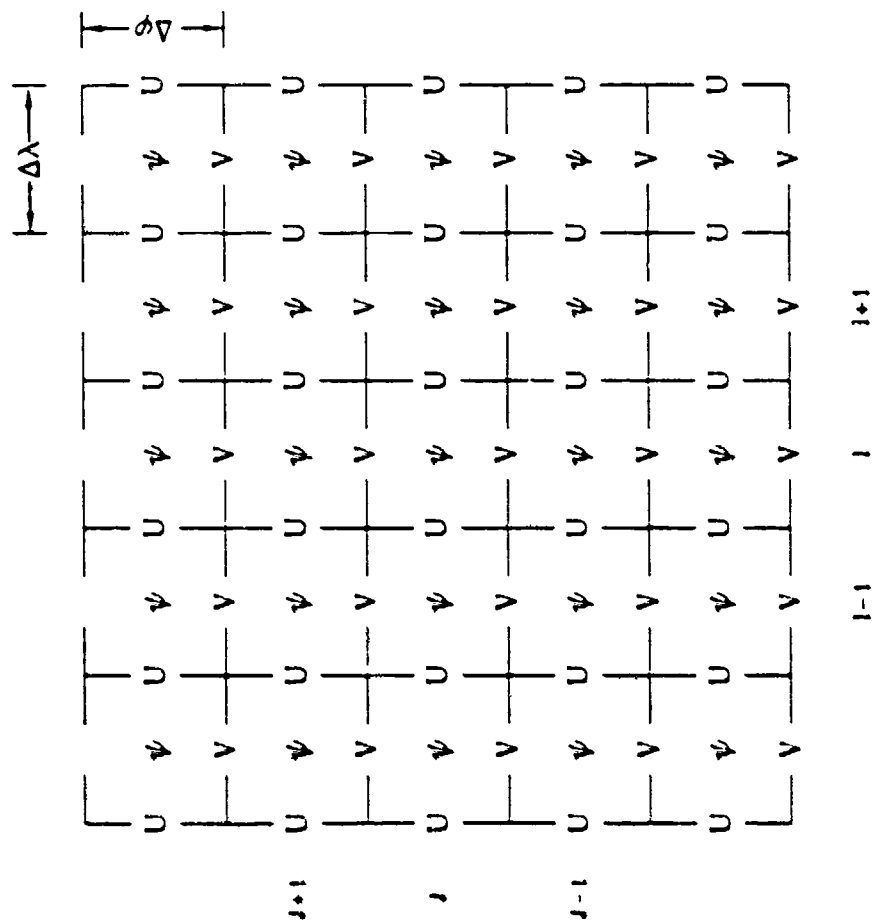 Δλ
U ψ U ψ U ψ U ψ U ψ U Δφ
V V V V V
J+1 U ψ U ψ U ψ U ψ U ψ U
V V V V V
J U ψ U ψ U ψ U ψ U ψ U
V V V V V
J-1 U ψ U ψ U ψ U ψ U ψ U
V V V V V
U ψ U ψ U ψ U ψ U ψ U
V V V V V
I-1 I I+1